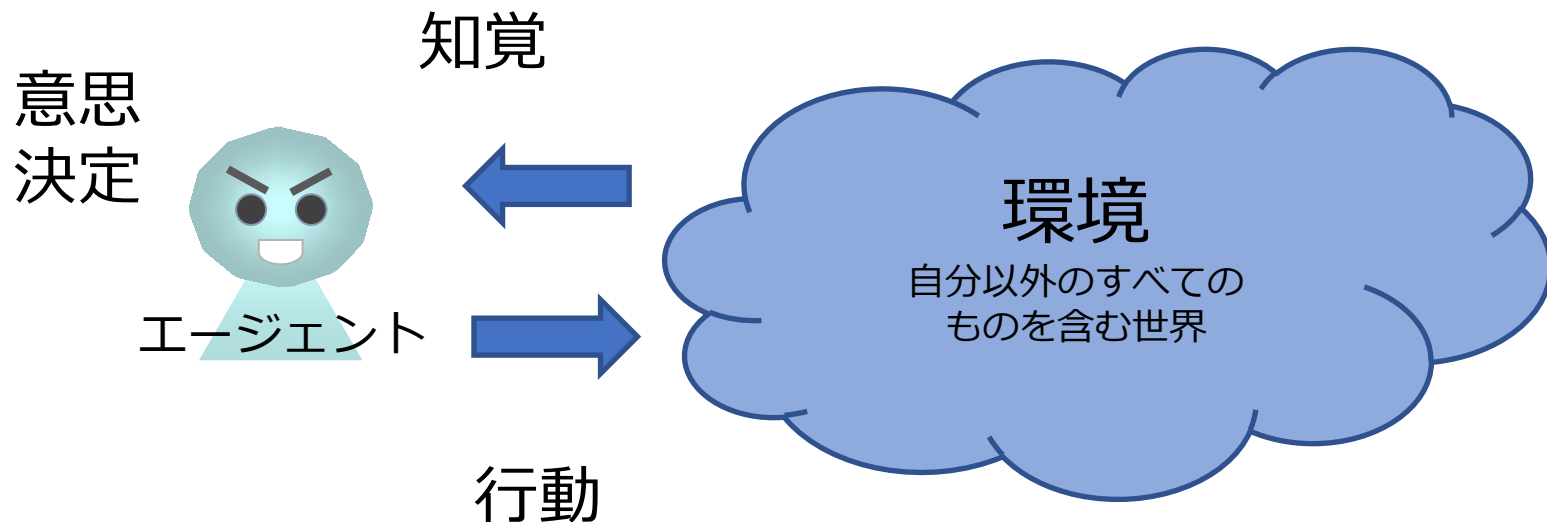 知覚
意思
決定
エージェント
環境
自分以外のすべての
ものを含む世界
行動